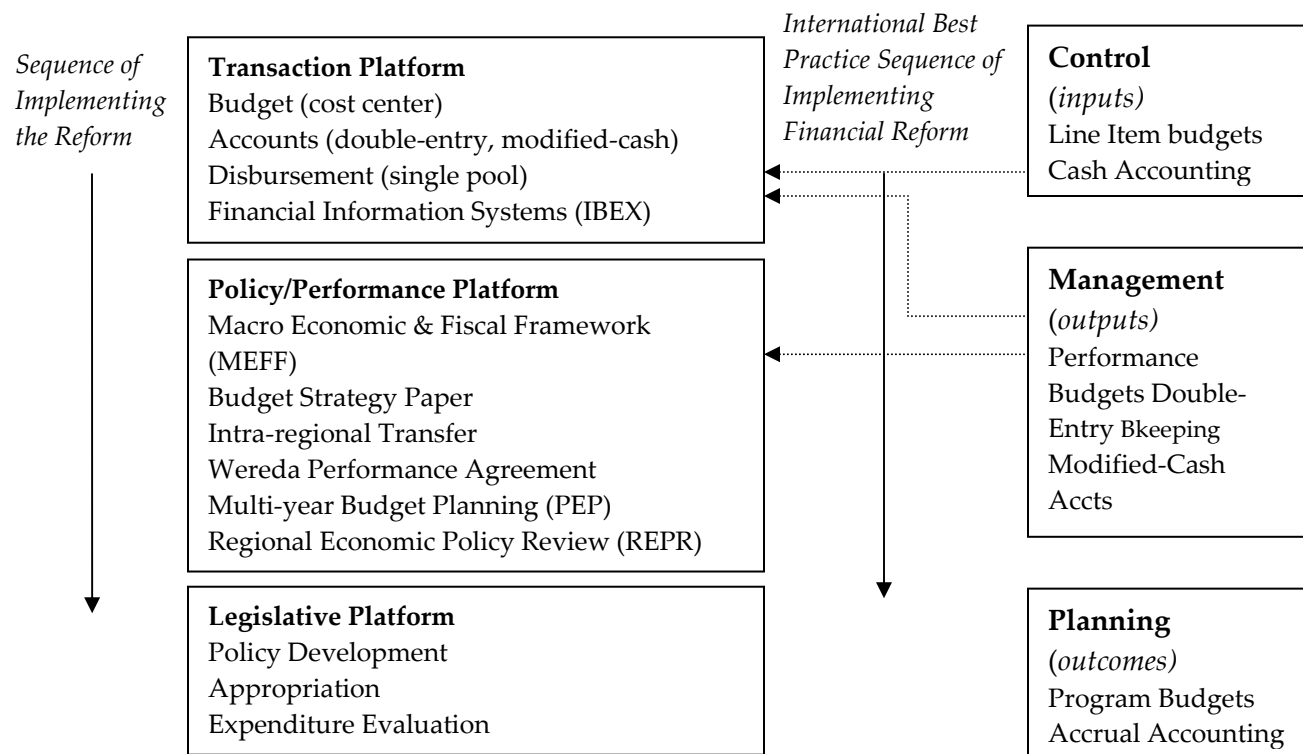 Sequence of
Implementing
the Reform
Transaction Platform
Budget (cost center)
Accounts (double-entry, modified-cash)
Disbursement (single pool)
Financial Information Systems (IBEX)
Policy/Performance Platform
Macro Economic & Fiscal Framework
(MEFF)
Budget Strategy Paper
Intra-regional Transfer
Wereda Performance Agreement
Multi-year Budget Planning (PEP)
Regional Economic Policy Review (REPR)
Legislative Platform
Policy Development
Appropriation
Expenditure Evaluation
International Best
Practice Sequence of
Implementing
Financial Reform
Control
(inputs)
Line Item budgets
Cash Accounting
Management
(outputs)
Performance
Budgets Double-
Entry Bkeeping
Modified-Cash
Accts
Planning
(outcomes)
Program Budgets
Accrual Accounting